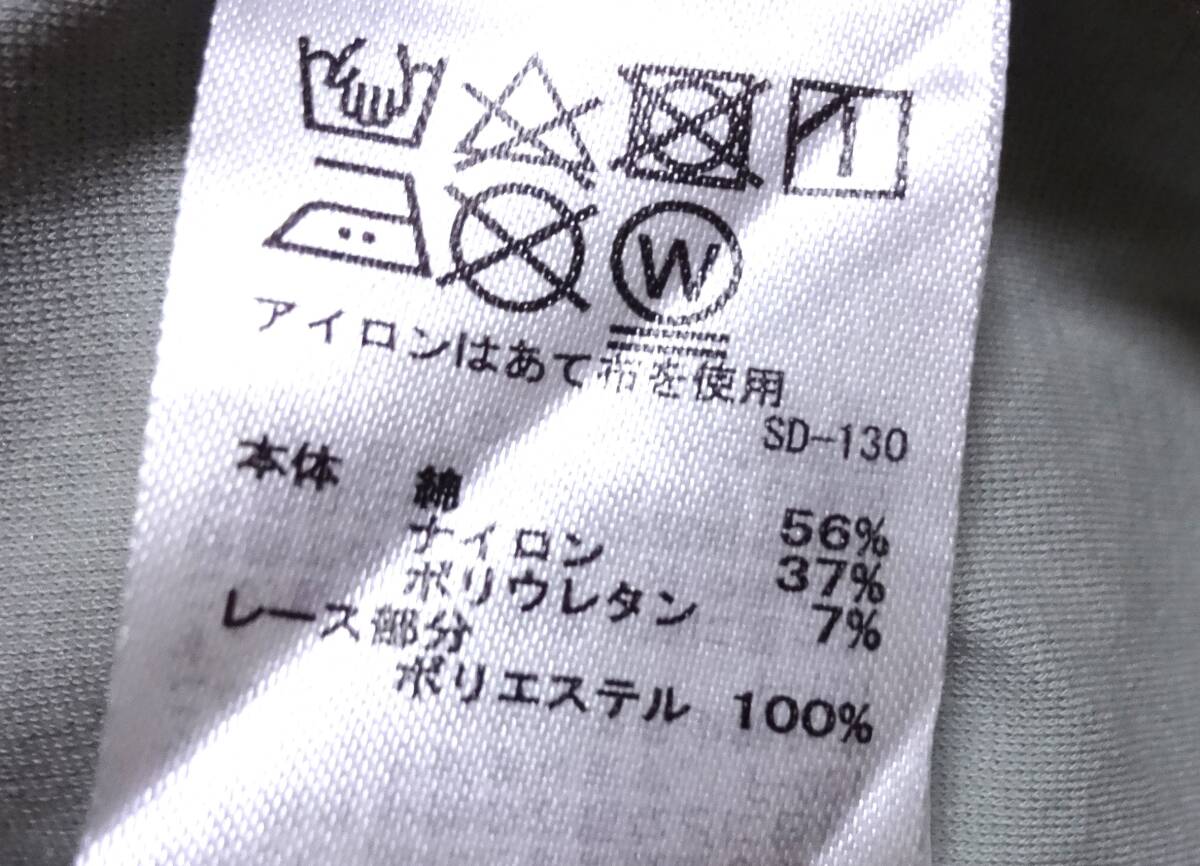 W
アイロンはあて布を使用
SD-130
本体 綿 56%
ナイロン 37%
ポリウレタン 7%
レース部分
ポリエステル 100%